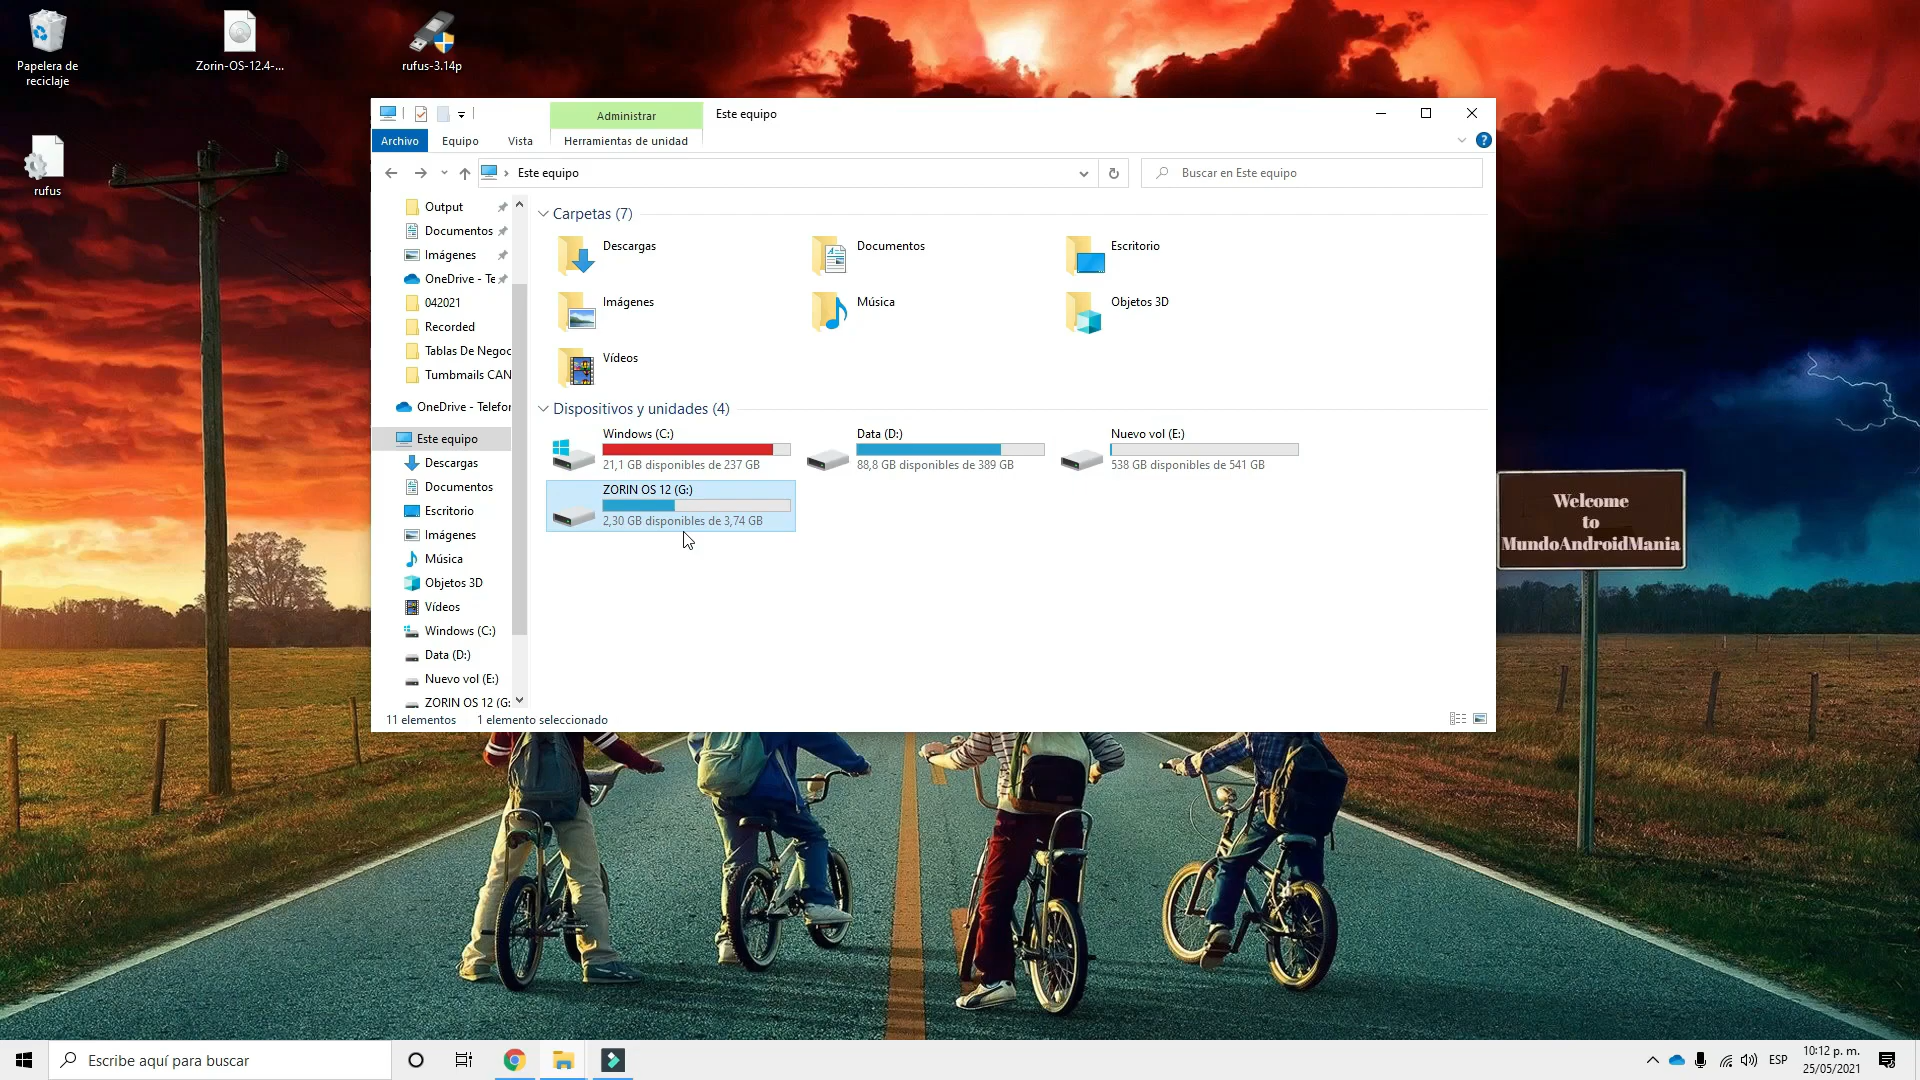 Papelera de
reciclaje
Zorin-OS-12.4-...
rufus-3.14p
rufus
Administrar
Este equipo
Archivo
Equipo
Vista
Herramientas de unidad
Este equipo
Buscar en Este equipo
Output
Documentos
Imágenes
OneDrive - Te
042021
Recorded
Tablas De Negoc
Tumbmails CAN
OneDrive - Telefor
Este equipo
Descargas
Documentos
Escritorio
Imágenes
Música
Objetos 3D
Vídeos
Windows (C:)
Data (D:)
Nuevo vol (E:)
ZORIN OS 12 (G:
Carpetas (7)
Descargas
Documentos
Escritorio
Imágenes
Música
Objetos 3D
Vídeos
Dispositivos y unidades (4)
Windows (C:)
21,1 GB disponibles de 237 GB
Data (D:)
88,8 GB disponibles de 389 GB
Nuevo vol (E:)
538 GB disponibles de 541 GB
ZORIN OS 12 (G:)
2,30 GB disponibles de 3,74 GB
11 elementos
1 elemento seleccionado
Welcome
to
MundoAndroidMania
Escribe aquí para buscar
ESP
10:12 p. m.
25/05/2021